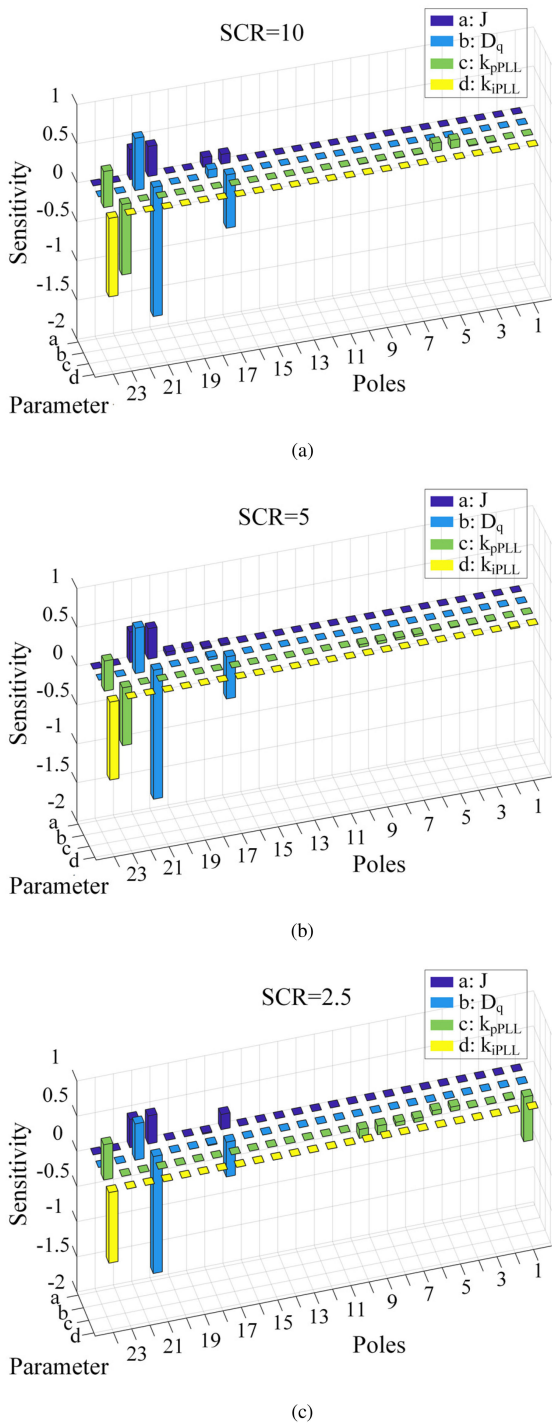 SCR=10
a: J
b: Dq
c: kpPLL
d: kiPLL
1
0.5
0
-0.5
-1
-1.5
-2
Sensitivity
a
b
c
d
Parameter
23 21 19 17 15 13 11 9 7 5 3 1
Poles
(a)
SCR=5
a: J
b: Dq
c: kpPLL
d: kiPLL
1
0.5
0
-0.5
-1
-1.5
-2
Sensitivity
a
b
c
d
Parameter
23 21 19 17 15 13 11 9 7 5 3 1
Poles
(b)
SCR=2.5
a: J
b: Dq
c: kpPLL
d: kiPLL
1
0.5
0
-0.5
-1
-1.5
-2
Sensitivity
a
b
c
d
Parameter
23 21 19 17 15 13 11 9 7 5 3 1
Poles
(c)